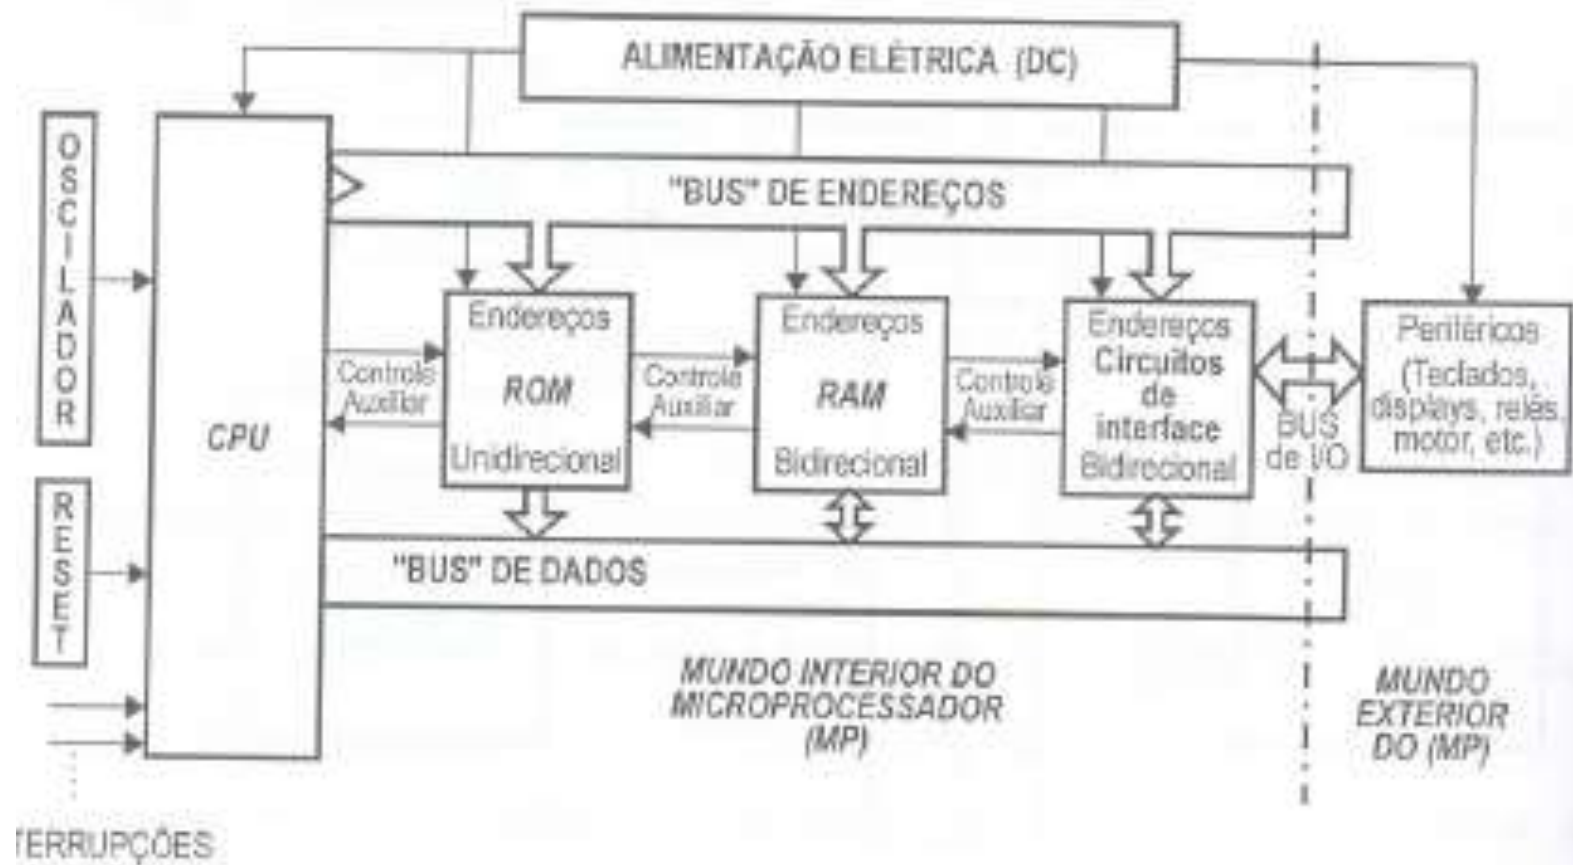 ALIMENTAÇÃO ELÉTRICA (DC)
OSCILADOR
"BUS" DE ENDEREÇOS
CPU
Endereços
ROM
Unidirecional
Controle
Auxiliar
Endereços
RAM
Bidirecional
Controle
Auxiliar
Endereços
Circuitos
de
interface
Bidirecional
Controle
Auxiliar
BUS
de I/O
Periféricos
(Teclados,
displays, relés,
motor, etc.)
RESET
"BUS" DE DADOS
MUNDO INTERIOR DO
MICROPROCESSADOR
(MP)
MUNDO
EXTERIOR
DO (MP)
TERRUPÇÕES